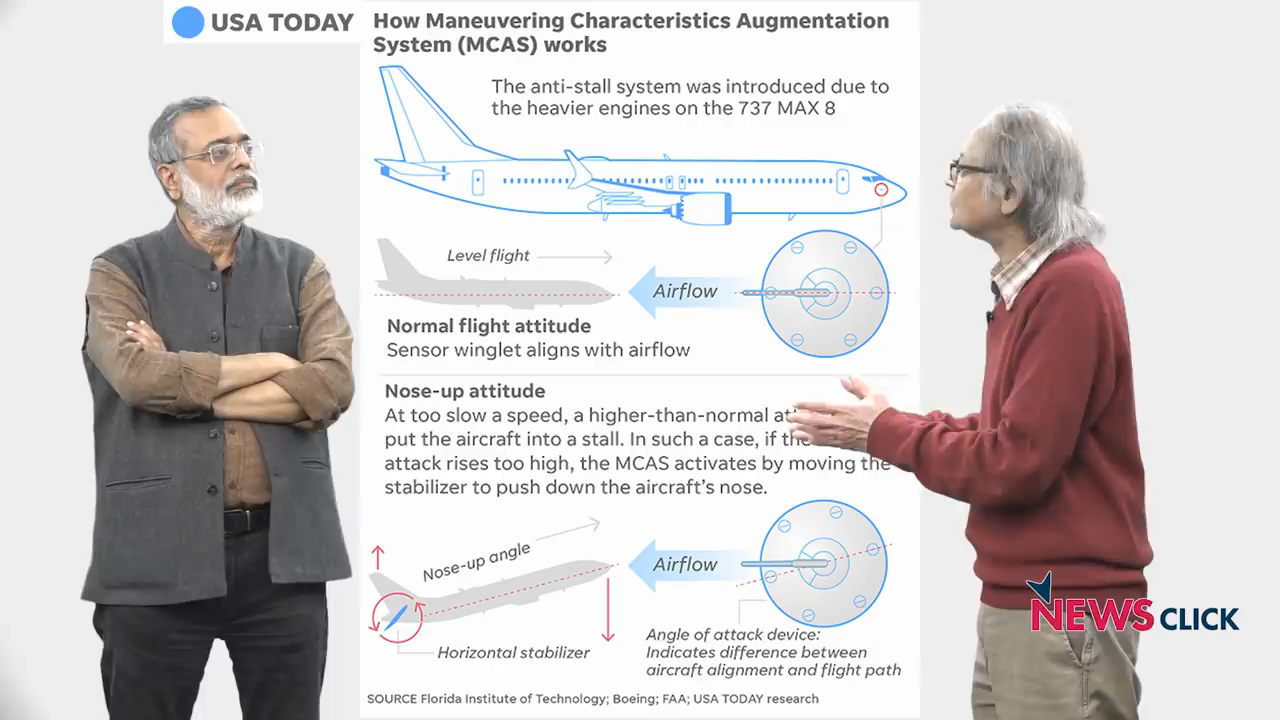 USA TODAY
How Maneuvering Characteristics Augmentation
System (MCAS) works
The anti-stall system was introduced due to
the heavier engines on the 737 MAX 8
Level flight
Airflow
Normal flight attitude
Sensor winglet aligns with airflow
Nose-up attitude
At too slow a speed, a higher-than-normal
put the aircraft into a stall. In such a case, if
attack rises too high, the MCAS activates by moving the
stabilizer to push down the aircraft's nose.
Nose-up angle
Airflow
Horizontal stabilizer
Angle of attack device:
Indicates difference between
aircraft alignment and flight path
SOURCE Florida Institute of Technology; Boeing; FAA; USA TODAY research
NEWS CLICK